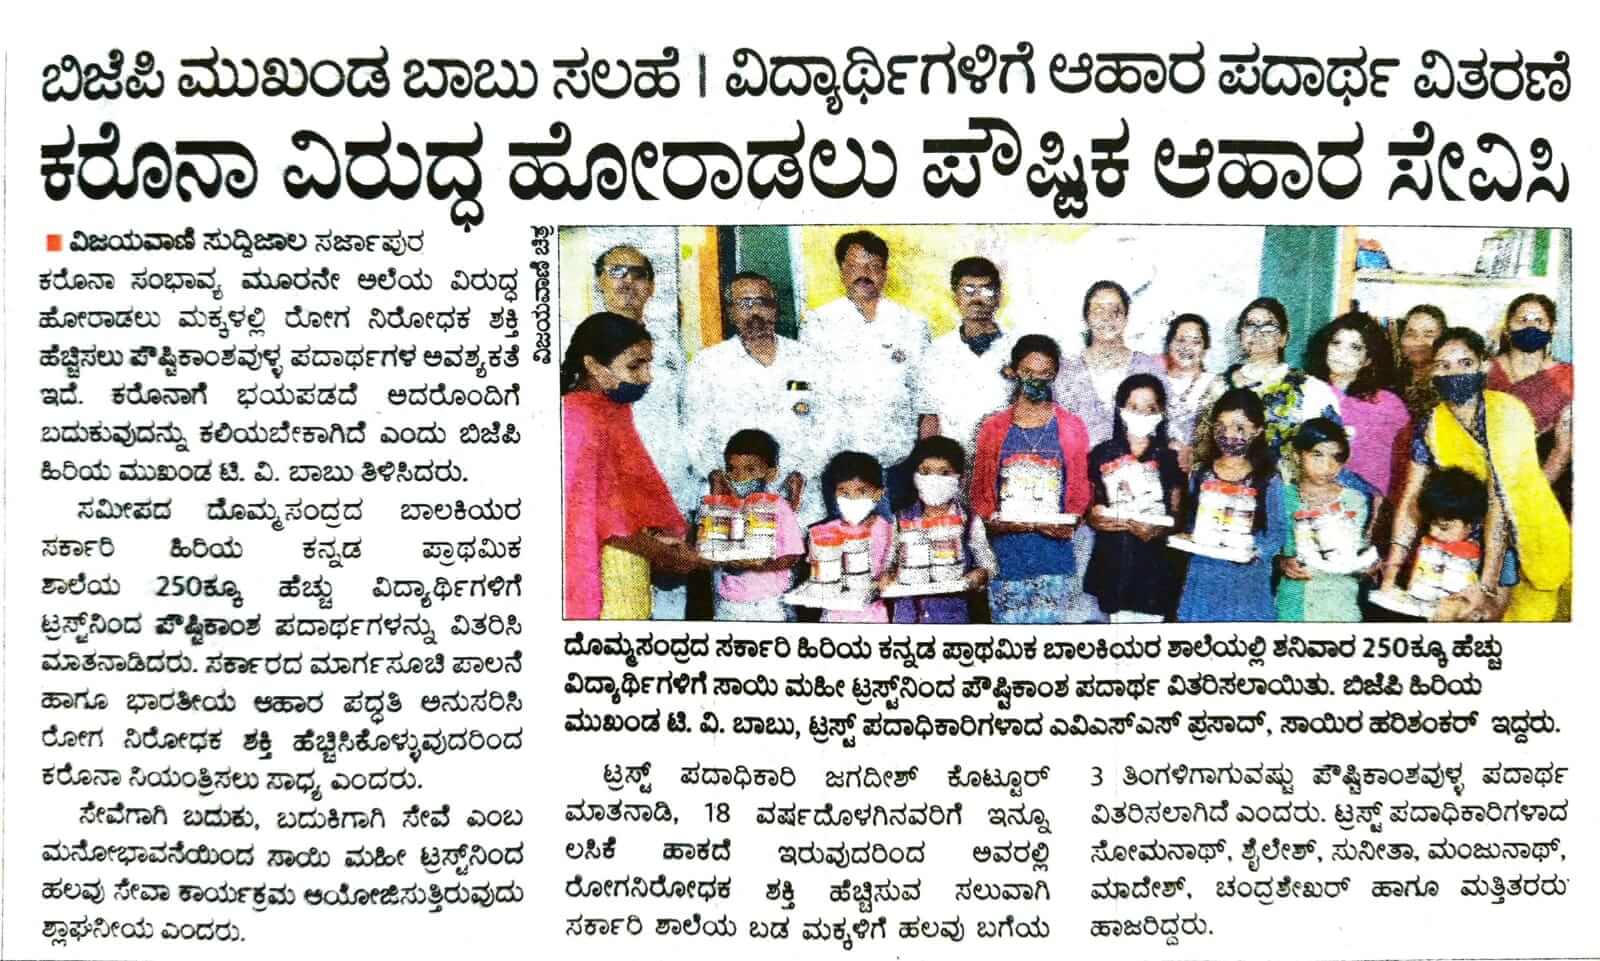 ಬಿಜೆಪಿ ಮುಖಂಡ ಬಾಬು ಸಲಹೆ | ವಿದ್ಯಾರ್ಥಿಗಳಿಗೆ ಆಹಾರ ಪದಾರ್ಥ ವಿತರಣೆ
ಕರೊನಾ ವಿರುದ್ಧ ಹೋರಾಡಲು ಪೌಷ್ಟಿಕ ಆಹಾರ ಸೇವಿಸಿ
■ ವಿಜಯವಾಣಿ ಸುದ್ದಿಜಾಲ ಸರ್ಜಾಪುರ
ಕರೊನಾ ಸಂಭಾವ್ಯ ಮೂರನೇ ಅಲೆಯ ವಿರುದ್ಧ
ಹೋರಾಡಲು ಮಕ್ಕಳಲ್ಲಿ ರೋಗ ನಿರೋಧಕ ಶಕ್ತಿ
ಹೆಚ್ಚಿಸಲು ಪೌಷ್ಟಿಕಾಂಶವುಳ್ಳ ಪದಾರ್ಥಗಳ ಅವಶ್ಯಕತೆ
ಇದೆ. ಕರೊನಾಗೆ ಭಯಪಡದೆ ಅದರೊಂದಿಗೆ
ಬದುಕುವುದನ್ನು ಕಲಿಯಬೇಕಾಗಿದೆ ಎಂದು ಬಿಜೆಪಿ
ಹಿರಿಯ ಮುಖಂಡ ಟಿ. ವಿ. ಬಾಬು ತಿಳಿಸಿದರು.
ಸಮೀಪದ ದೊಮ್ಮಸಂದ್ರದ ಬಾಲಕಿಯರ
ಸರ್ಕಾರಿ ಹಿರಿಯ ಕನ್ನಡ ಪ್ರಾಥಮಿಕ
ಶಾಲೆಯ 250ಕ್ಕೂ ಹೆಚ್ಚು ವಿದ್ಯಾರ್ಥಿಗಳಿಗೆ
ಟ್ರಸ್ಟ್‌ನಿಂದ ಪೌಷ್ಟಿಕಾಂಶ ಪದಾರ್ಥಗಳನ್ನು ವಿತರಿಸಿ
ಮಾತನಾಡಿದರು. ಸರ್ಕಾರದ ಮಾರ್ಗಸೂಚಿ ಪಾಲನೆ
ಹಾಗೂ ಭಾರತೀಯ ಆಹಾರ ಪದ್ಧತಿ ಅನುಸರಿಸಿ
ರೋಗ ನಿರೋಧಕ ಶಕ್ತಿ ಹೆಚ್ಚಿಸಿಕೊಳ್ಳುವುದರಿಂದ
ಕರೊನಾ ನಿಯಂತ್ರಿಸಲು ಸಾಧ್ಯ ಎಂದರು.
ಸೇವೆಗಾಗಿ ಬದುಕು, ಬದುಕಿಗಾಗಿ ಸೇವೆ ಎಂಬ
ಮನೋಭಾವನೆಯಿಂದ ಸಾಯಿ ಮಹೀ ಟ್ರಸ್ಟ್‌ನಿಂದ
ಹಲವು ಸೇವಾ ಕಾರ್ಯಕ್ರಮ ಆಯೋಜಿಸುತ್ತಿರುವುದು
ಶ್ಲಾಘನೀಯ ಎಂದರು.
ವಿಜಯವಾಣಿ ಚಿತ್ರ
ದೊಮ್ಮಸಂದ್ರದ ಸರ್ಕಾರಿ ಹಿರಿಯ ಕನ್ನಡ ಪ್ರಾಥಮಿಕ ಬಾಲಕಿಯರ ಶಾಲೆಯಲ್ಲಿ ಶನಿವಾರ 250ಕ್ಕೂ ಹೆಚ್ಚು
ವಿದ್ಯಾರ್ಥಿಗಳಿಗೆ ಸಾಯಿ ಮಹೀ ಟ್ರಸ್ಟ್‌ನಿಂದ ಪೌಷ್ಟಿಕಾಂಶ ಪದಾರ್ಥ ವಿತರಿಸಲಾಯಿತು. ಬಿಜೆಪಿ ಹಿರಿಯ
ಮುಖಂಡ ಟಿ. ವಿ. ಬಾಬು, ಟ್ರಸ್ಟ್ ಪದಾಧಿಕಾರಿಗಳಾದ ಎವಿಎಸ್‌ಎಸ್ ಪ್ರಸಾದ್, ಸಾಯಿರ ಹರಿಶಂಕರ್ ಇದ್ದರು.
ಟ್ರಸ್ಟ್ ಪದಾಧಿಕಾರಿ ಜಗದೀಶ್ ಕೊಟ್ಟೂರ್
ಮಾತನಾಡಿ, 18 ವರ್ಷದೊಳಗಿನವರಿಗೆ ಇನ್ನೂ
ಲಸಿಕೆ ಹಾಕದೆ ಇರುವುದರಿಂದ ಅವರಲ್ಲಿ
ರೋಗನಿರೋಧಕ ಶಕ್ತಿ ಹೆಚ್ಚಿಸುವ ಸಲುವಾಗಿ
ಸರ್ಕಾರಿ ಶಾಲೆಯ ಬಡ ಮಕ್ಕಳಿಗೆ ಹಲವು ಬಗೆಯ
3 ತಿಂಗಳಿಗಾಗುವಷ್ಟು ಪೌಷ್ಟಿಕಾಂಶವುಳ್ಳ ಪದಾರ್ಥ
ವಿತರಿಸಲಾಗಿದೆ ಎಂದರು. ಟ್ರಸ್ಟ್ ಪದಾಧಿಕಾರಿಗಳಾದ
ಸೋಮನಾಥ್, ಶೈಲೇಶ್, ಸುನೀತಾ, ಮಂಜುನಾಥ್,
ಮಾದೇಶ್, ಚಂದ್ರಶೇಖರ್ ಹಾಗೂ ಮತ್ತಿತರರು
ಹಾಜರಿದ್ದರು.